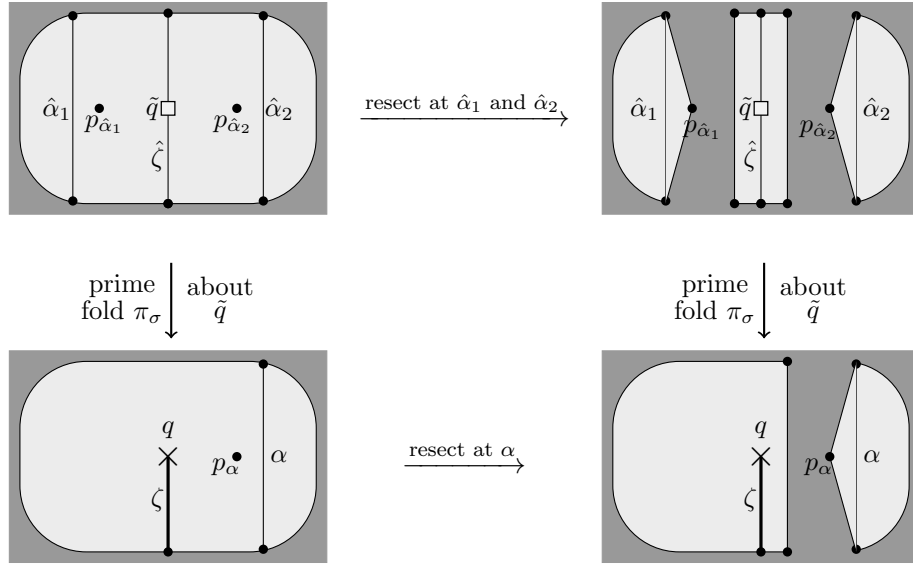 α̂₁
p_α̂₁
q̃
ζ̂
p_α̂₂
α̂₂
resect at α̂₁ and α̂₂
α̂₁
p_α̂₁
q̃
ζ̂
p_α̂₂
α̂₂
prime
fold π_σ
about
q̃
prime
fold π_σ
about
q̃
q
ζ
p_α
α
resect at α
q
ζ
p_α
α